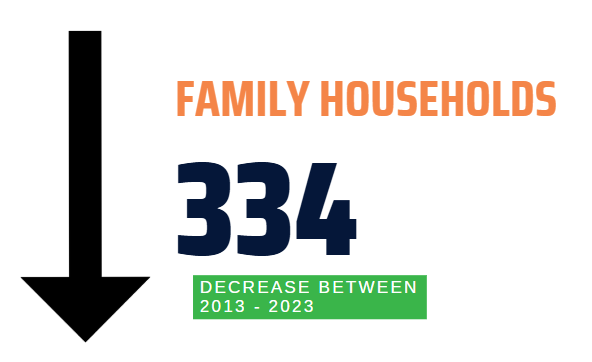 FAMILY HOUSEHOLDS
334
DECREASE BETWEEN
2013 - 2023